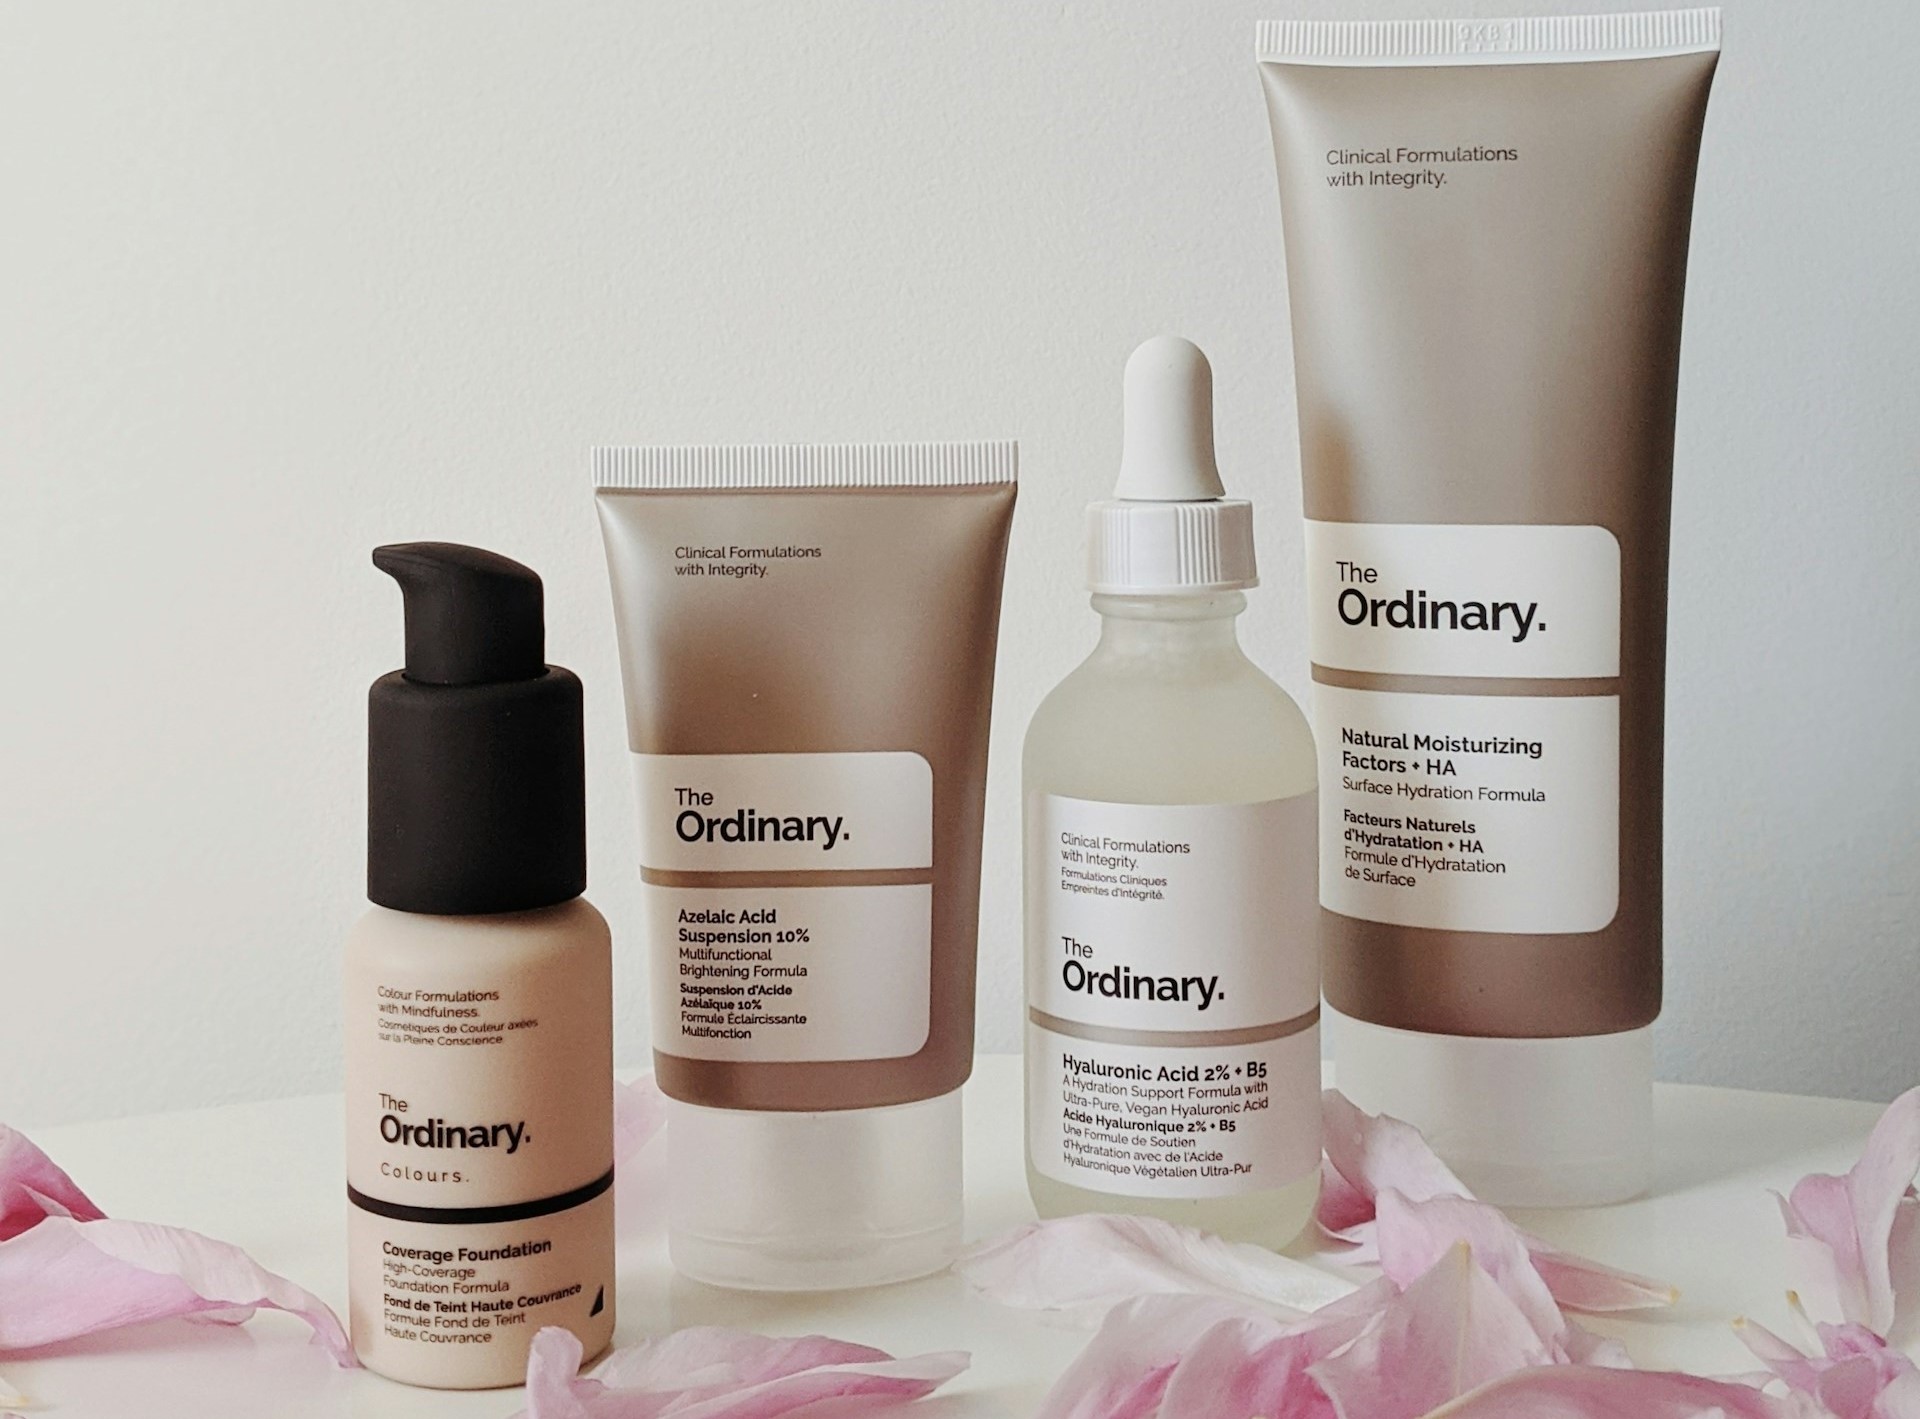 Colour Formulations
with Mindfulness.
Cosmétiques de Couleur axées
sur la Pleine Conscience
The
Ordinary.
Colours.
Coverage Foundation
High-Coverage
Foundation Formula
Fond de Teint Haute Couvrance
Formule Fond de Teint
Haute Couvrance
Clinical Formulations
with Integrity.
The
Ordinary.
Azelaic Acid
Suspension 10%
Multifunctional
Brightening Formula
Suspension d'Acide
Azélaïque 10%
Formule Éclaircissante
Multifonction
Clinical Formulations
with Integrity.
Formulations Cliniques
Empreintes d'Intégrité.
The
Ordinary.
Hyaluronic Acid 2% + B5
A Hydration Support Formula with
Ultra-Pure, Vegan Hyaluronic Acid
Acide Hyaluronique 2% + B5
Une Formule de Soutien
d'Hydratation avec de l'Acide
Hyaluronique Végétalien Ultra-Pur
9KB1
Clinical Formulations
with Integrity.
The
Ordinary.
Natural Moisturizing
Factors + HA
Surface Hydration Formula
Facteurs Naturels
d'Hydratation + HA
Formule d'Hydratation
de Surface